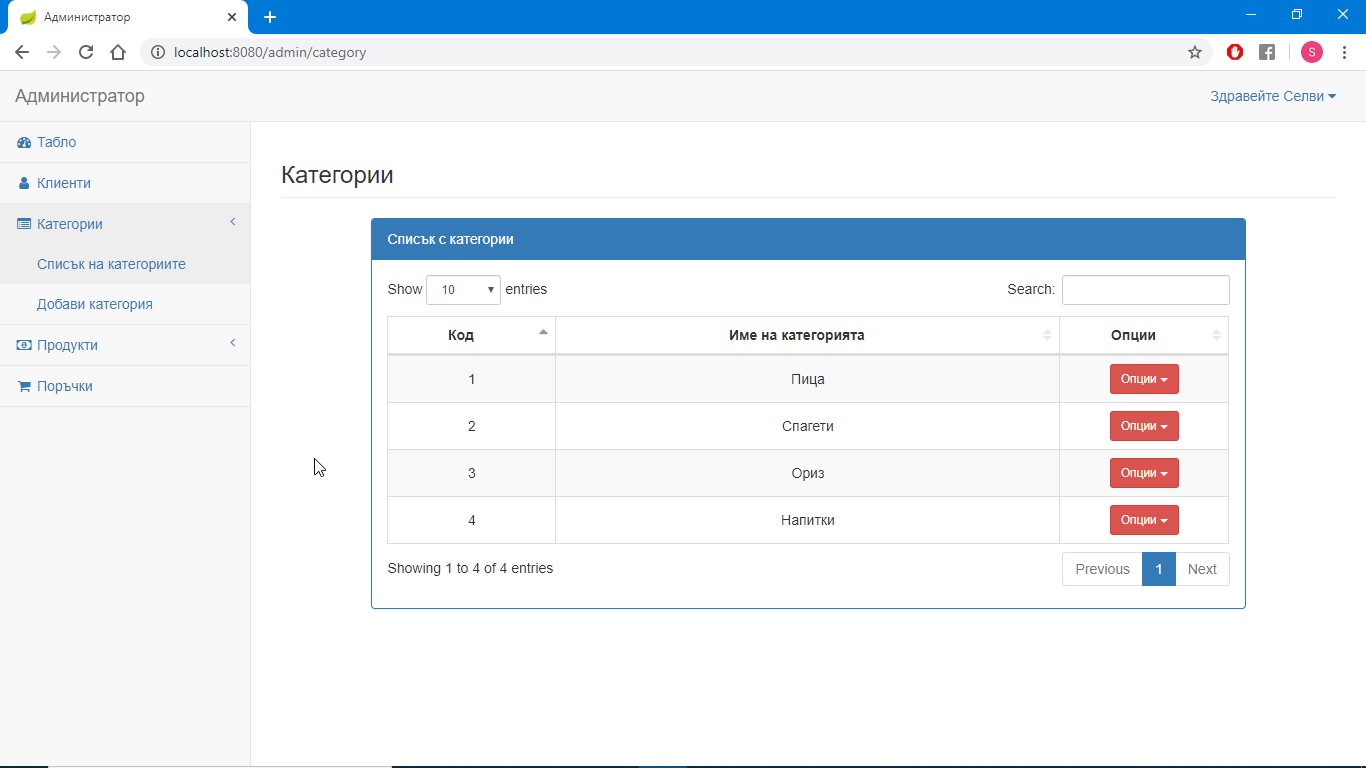 Администратор
localhost:8080/admin/category
S
Администратор
Здравейте Селви
Табло
Клиенти
Категории
Списък на категориите
Добави категория
Продукти
Поръчки
Категории
Списък с категории
Show 10 entries
Search:
Код Име на категорията Опции
1 Пица Опции
2 Спагети Опции
3 Ориз Опции
4 Напитки Опции
Showing 1 to 4 of 4 entries
Previous 1 Next